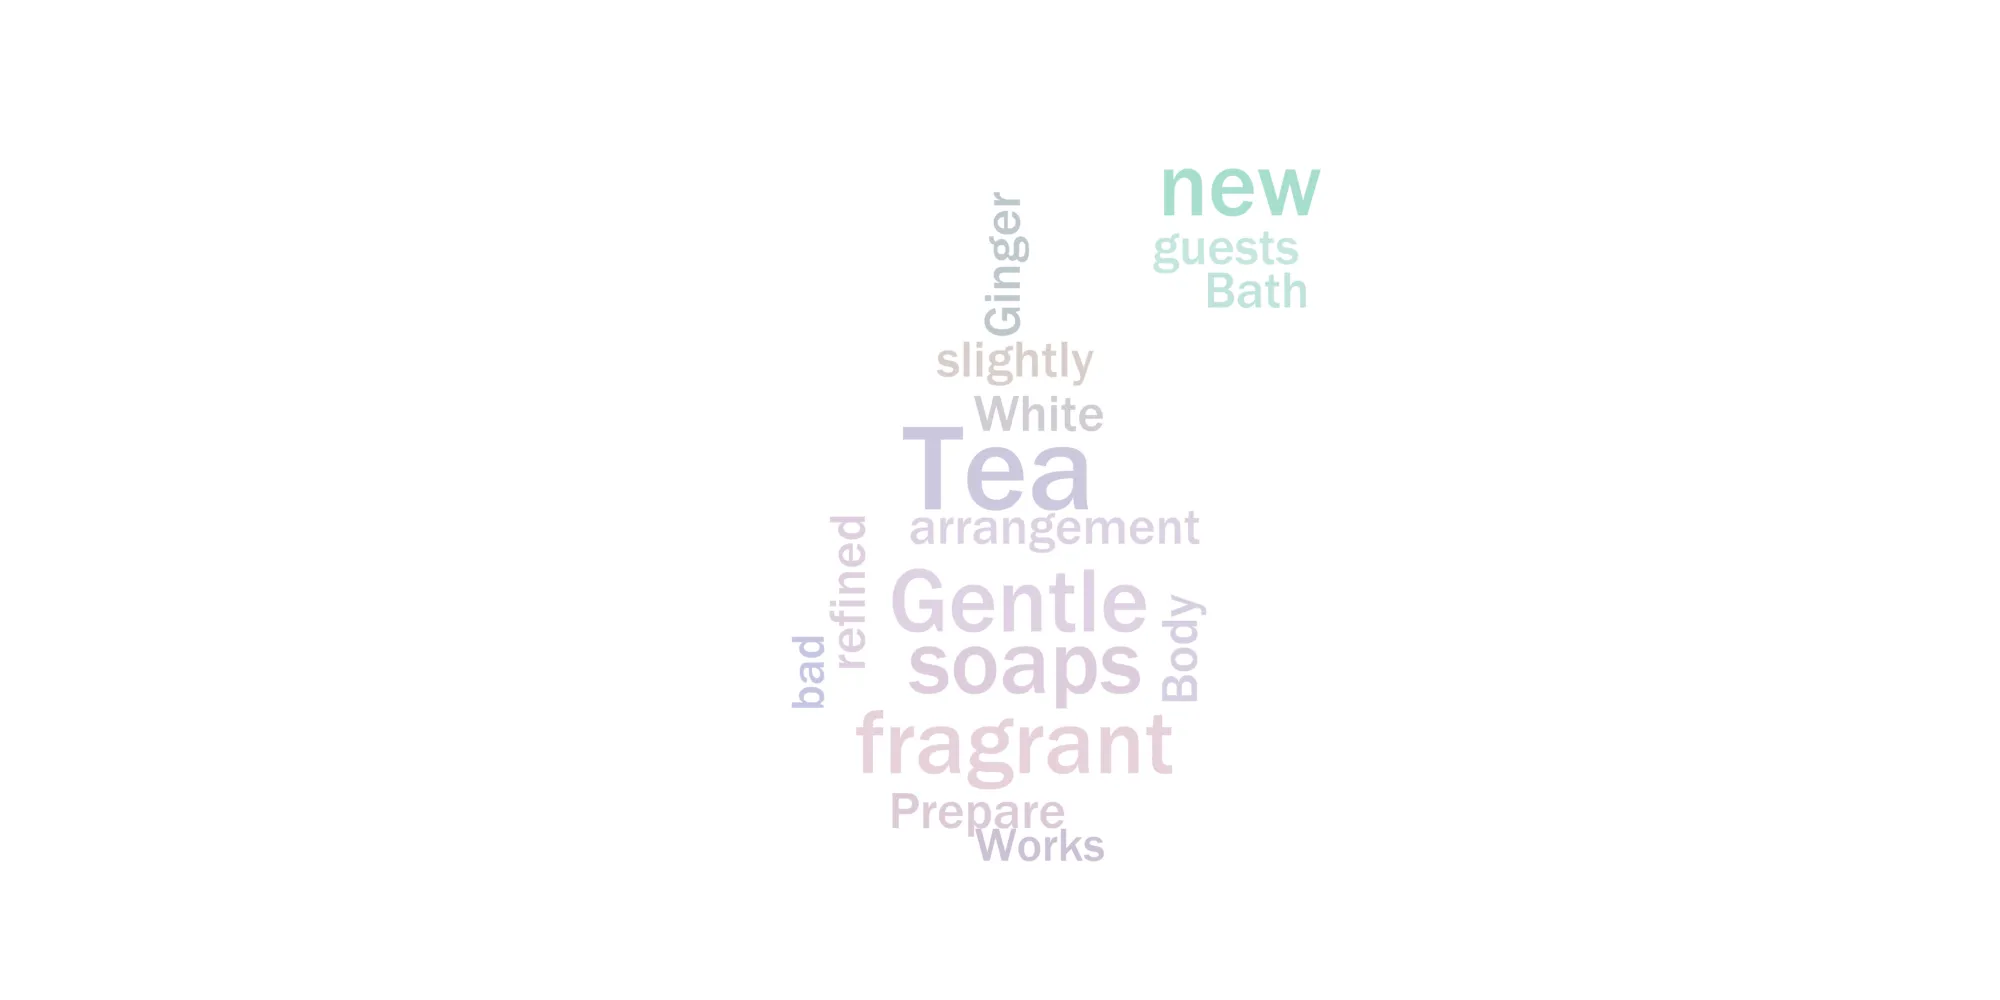 new
guests
Bath
Ginger
slightly
White
Tea
arrangement
refined
Gentle
Body
bad
soaps
fragrant
Prepare
Works